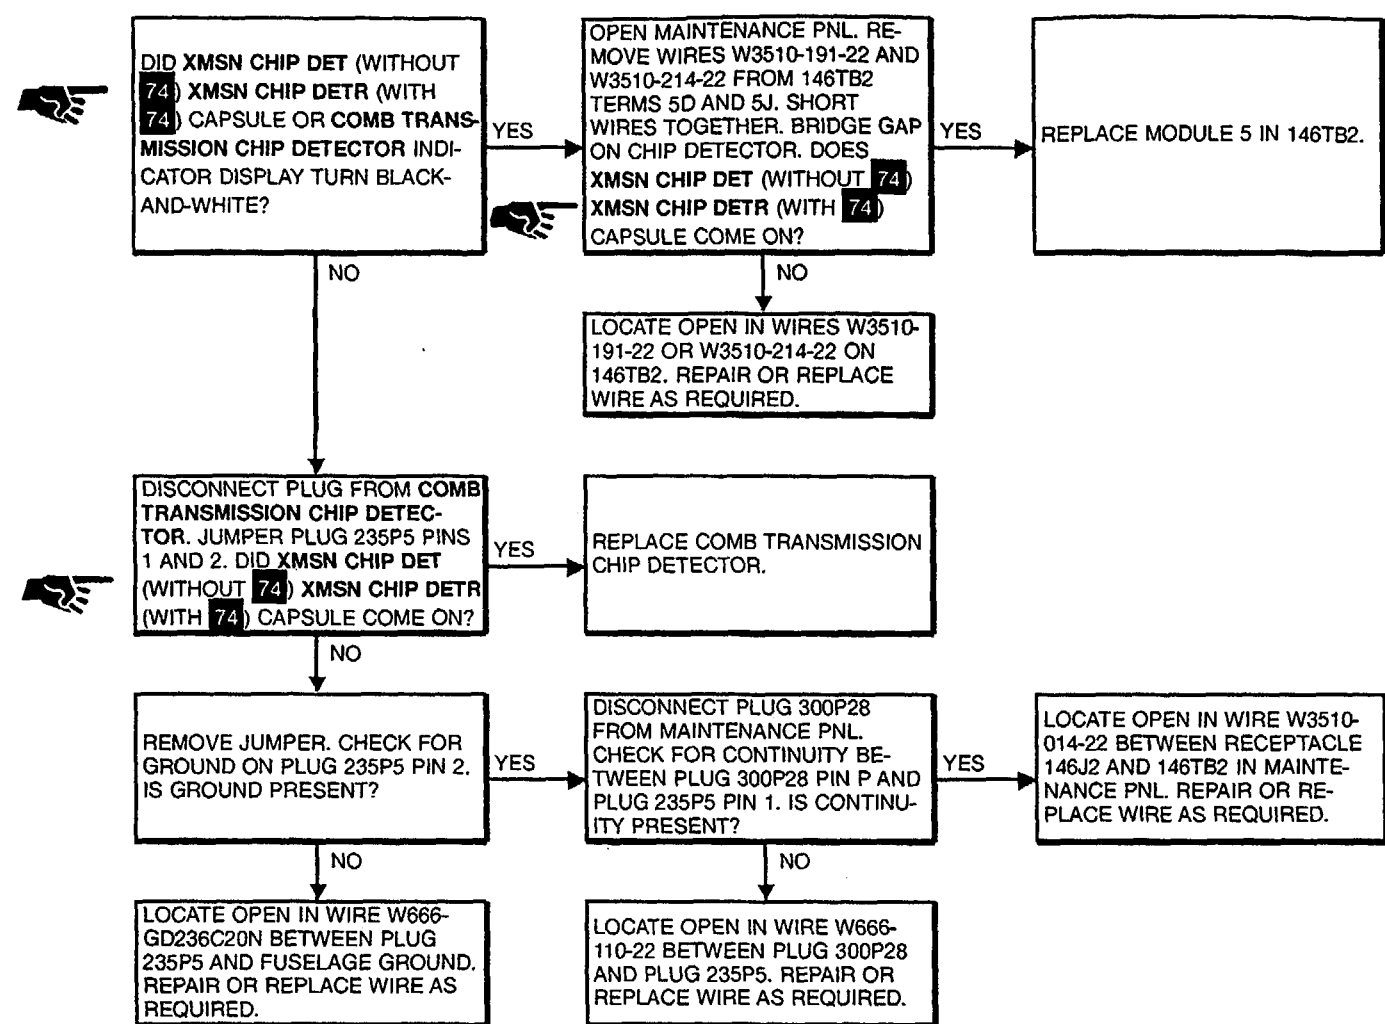 DID XMSN CHIP DET (WITHOUT
74) XMSN CHIP DETR (WITH
74) CAPSULE OR COMB TRANS-
MISSION CHIP DETECTOR INDI-
CATOR DISPLAY TURN BLACK-
AND-WHITE?
YES
OPEN MAINTENANCE PNL. RE-
MOVE WIRES W3510-191-22 AND
W3510-214-22 FROM 146TB2
TERMS 5D AND 5J. SHORT
WIRES TOGETHER. BRIDGE GAP
ON CHIP DETECTOR. DOES
XMSN CHIP DET (WITHOUT 74)
XMSN CHIP DETR (WITH 74)
CAPSULE COME ON?
YES
REPLACE MODULE 5 IN 146TB2.
NO
NO
LOCATE OPEN IN WIRES W3510-
191-22 OR W3510-214-22 ON
146TB2. REPAIR OR REPLACE
WIRE AS REQUIRED.
DISCONNECT PLUG FROM COMB
TRANSMISSION CHIP DETEC-
TOR. JUMPER PLUG 235P5 PINS
1 AND 2. DID XMSN CHIP DET
(WITHOUT 74) XMSN CHIP DETR
(WITH 74) CAPSULE COME ON?
YES
REPLACE COMB TRANSMISSION
CHIP DETECTOR.
NO
REMOVE JUMPER. CHECK FOR
GROUND ON PLUG 235P5 PIN 2.
IS GROUND PRESENT?
YES
DISCONNECT PLUG 300P28
FROM MAINTENANCE PNL.
CHECK FOR CONTINUITY BE-
TWEEN PLUG 300P28 PIN P AND
PLUG 235P5 PIN 1. IS CONTINU-
ITY PRESENT?
YES
LOCATE OPEN IN WIRE W3510-
014-22 BETWEEN RECEPTACLE
146J2 AND 146TB2 IN MAINTE-
NANCE PNL. REPAIR OR RE-
PLACE WIRE AS REQUIRED.
NO
NO
LOCATE OPEN IN WIRE W666-
GD236C20N BETWEEN PLUG
235P5 AND FUSELAGE GROUND.
REPAIR OR REPLACE WIRE AS
REQUIRED.
LOCATE OPEN IN WIRE W666-
110-22 BETWEEN PLUG 300P28
AND PLUG 235P5. REPAIR OR
REPLACE WIRE AS REQUIRED.